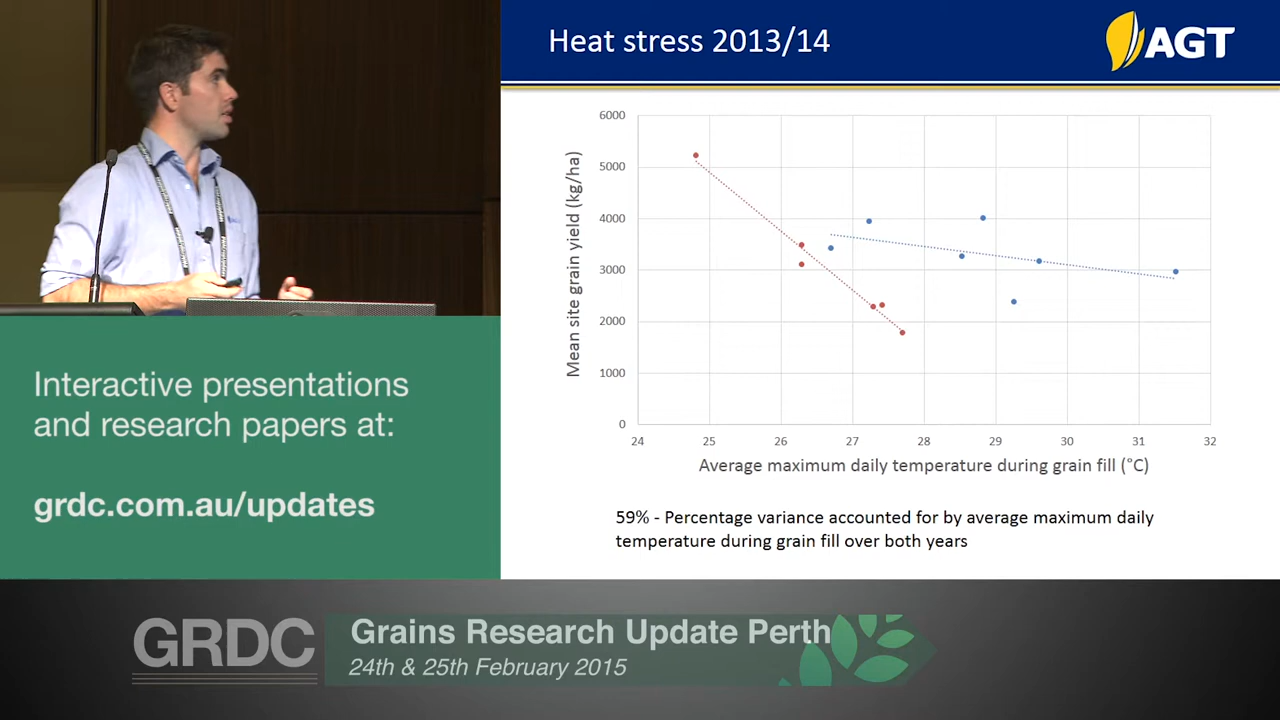 Heat stress 2013/14
AGT
6000
5000
4000
3000
2000
1000
0
Mean site grain yield (kg/ha)
24 25 26 27 28 29 30 31 32
Average maximum daily temperature during grain fill (°C)
59% - Percentage variance accounted for by average maximum daily
temperature during grain fill over both years
Interactive presentations
and research papers at:
grdc.com.au/updates
GRDC
Grains Research Update Perth
24th & 25th February 2015